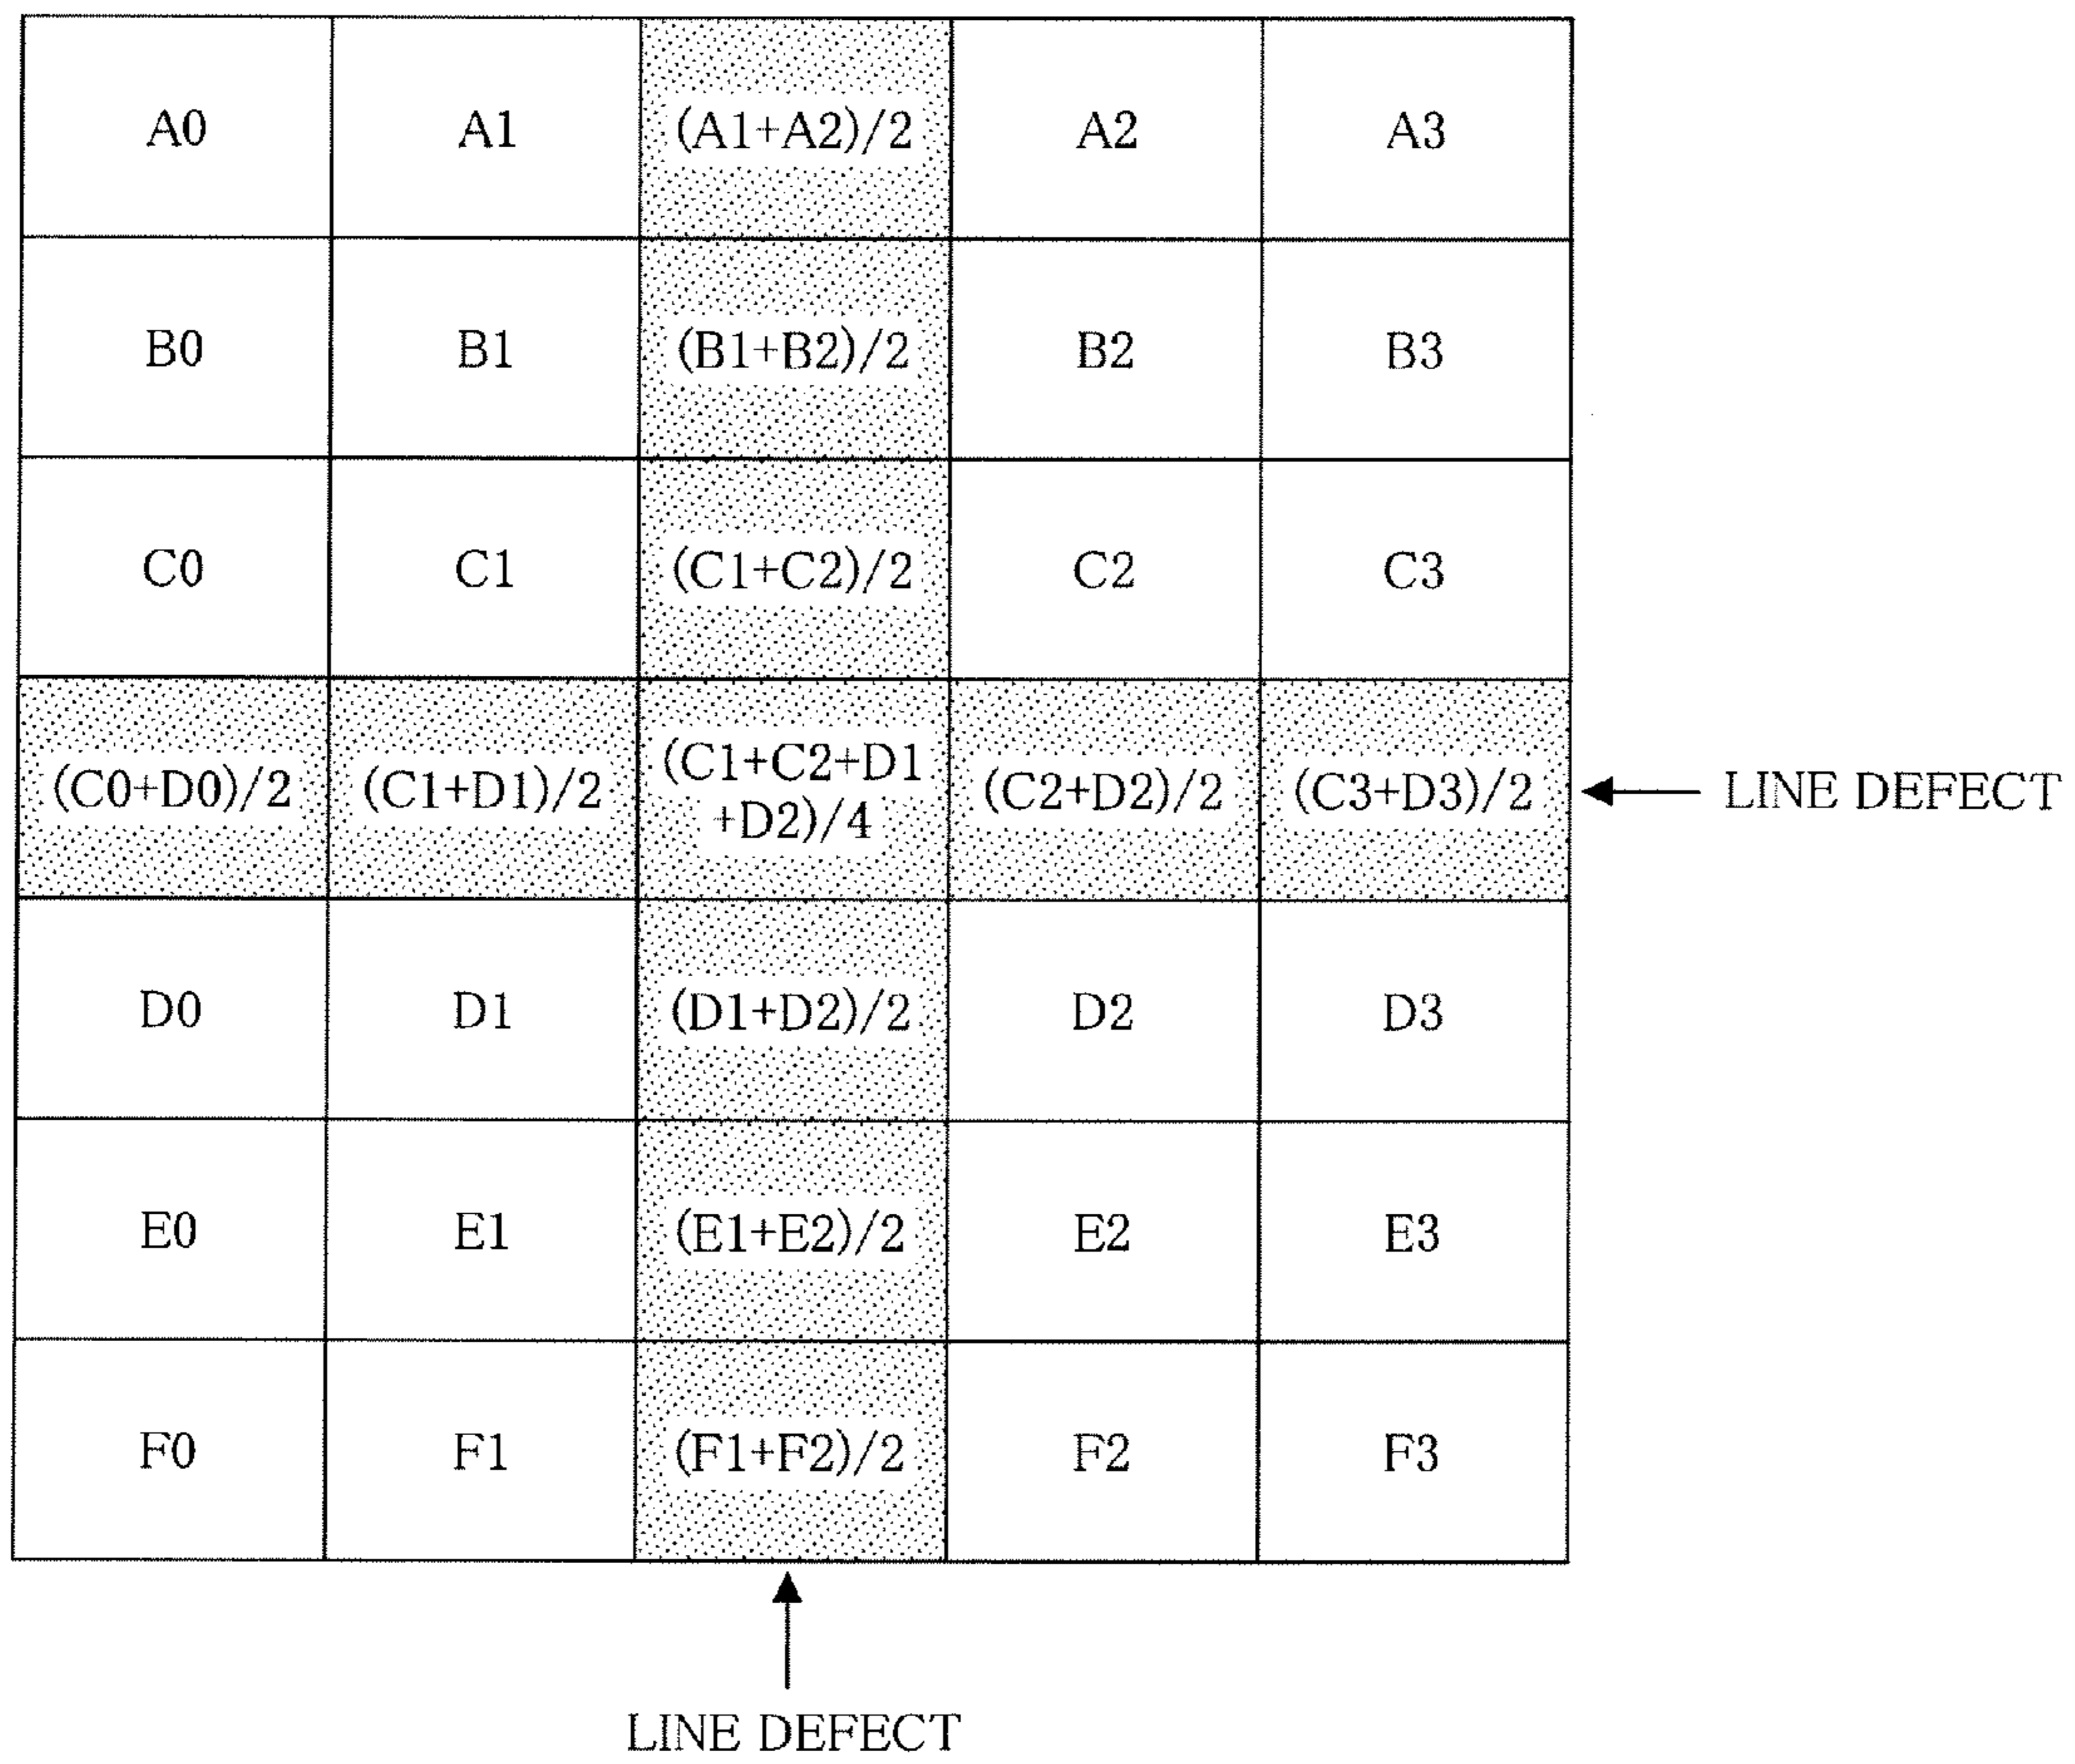 A0 A1 (A1+A2)/2 A2 A3
B0 B1 (B1+B2)/2 B2 B3
C0 C1 (C1+C2)/2 C2 C3
(C0+D0)/2 (C1+D1)/2 (C1+C2+D1
+D2)/4 (C2+D2)/2 (C3+D3)/2 LINE DEFECT
D0 D1 (D1+D2)/2 D2 D3
E0 E1 (E1+E2)/2 E2 E3
F0 F1 (F1+F2)/2 F2 F3
LINE DEFECT